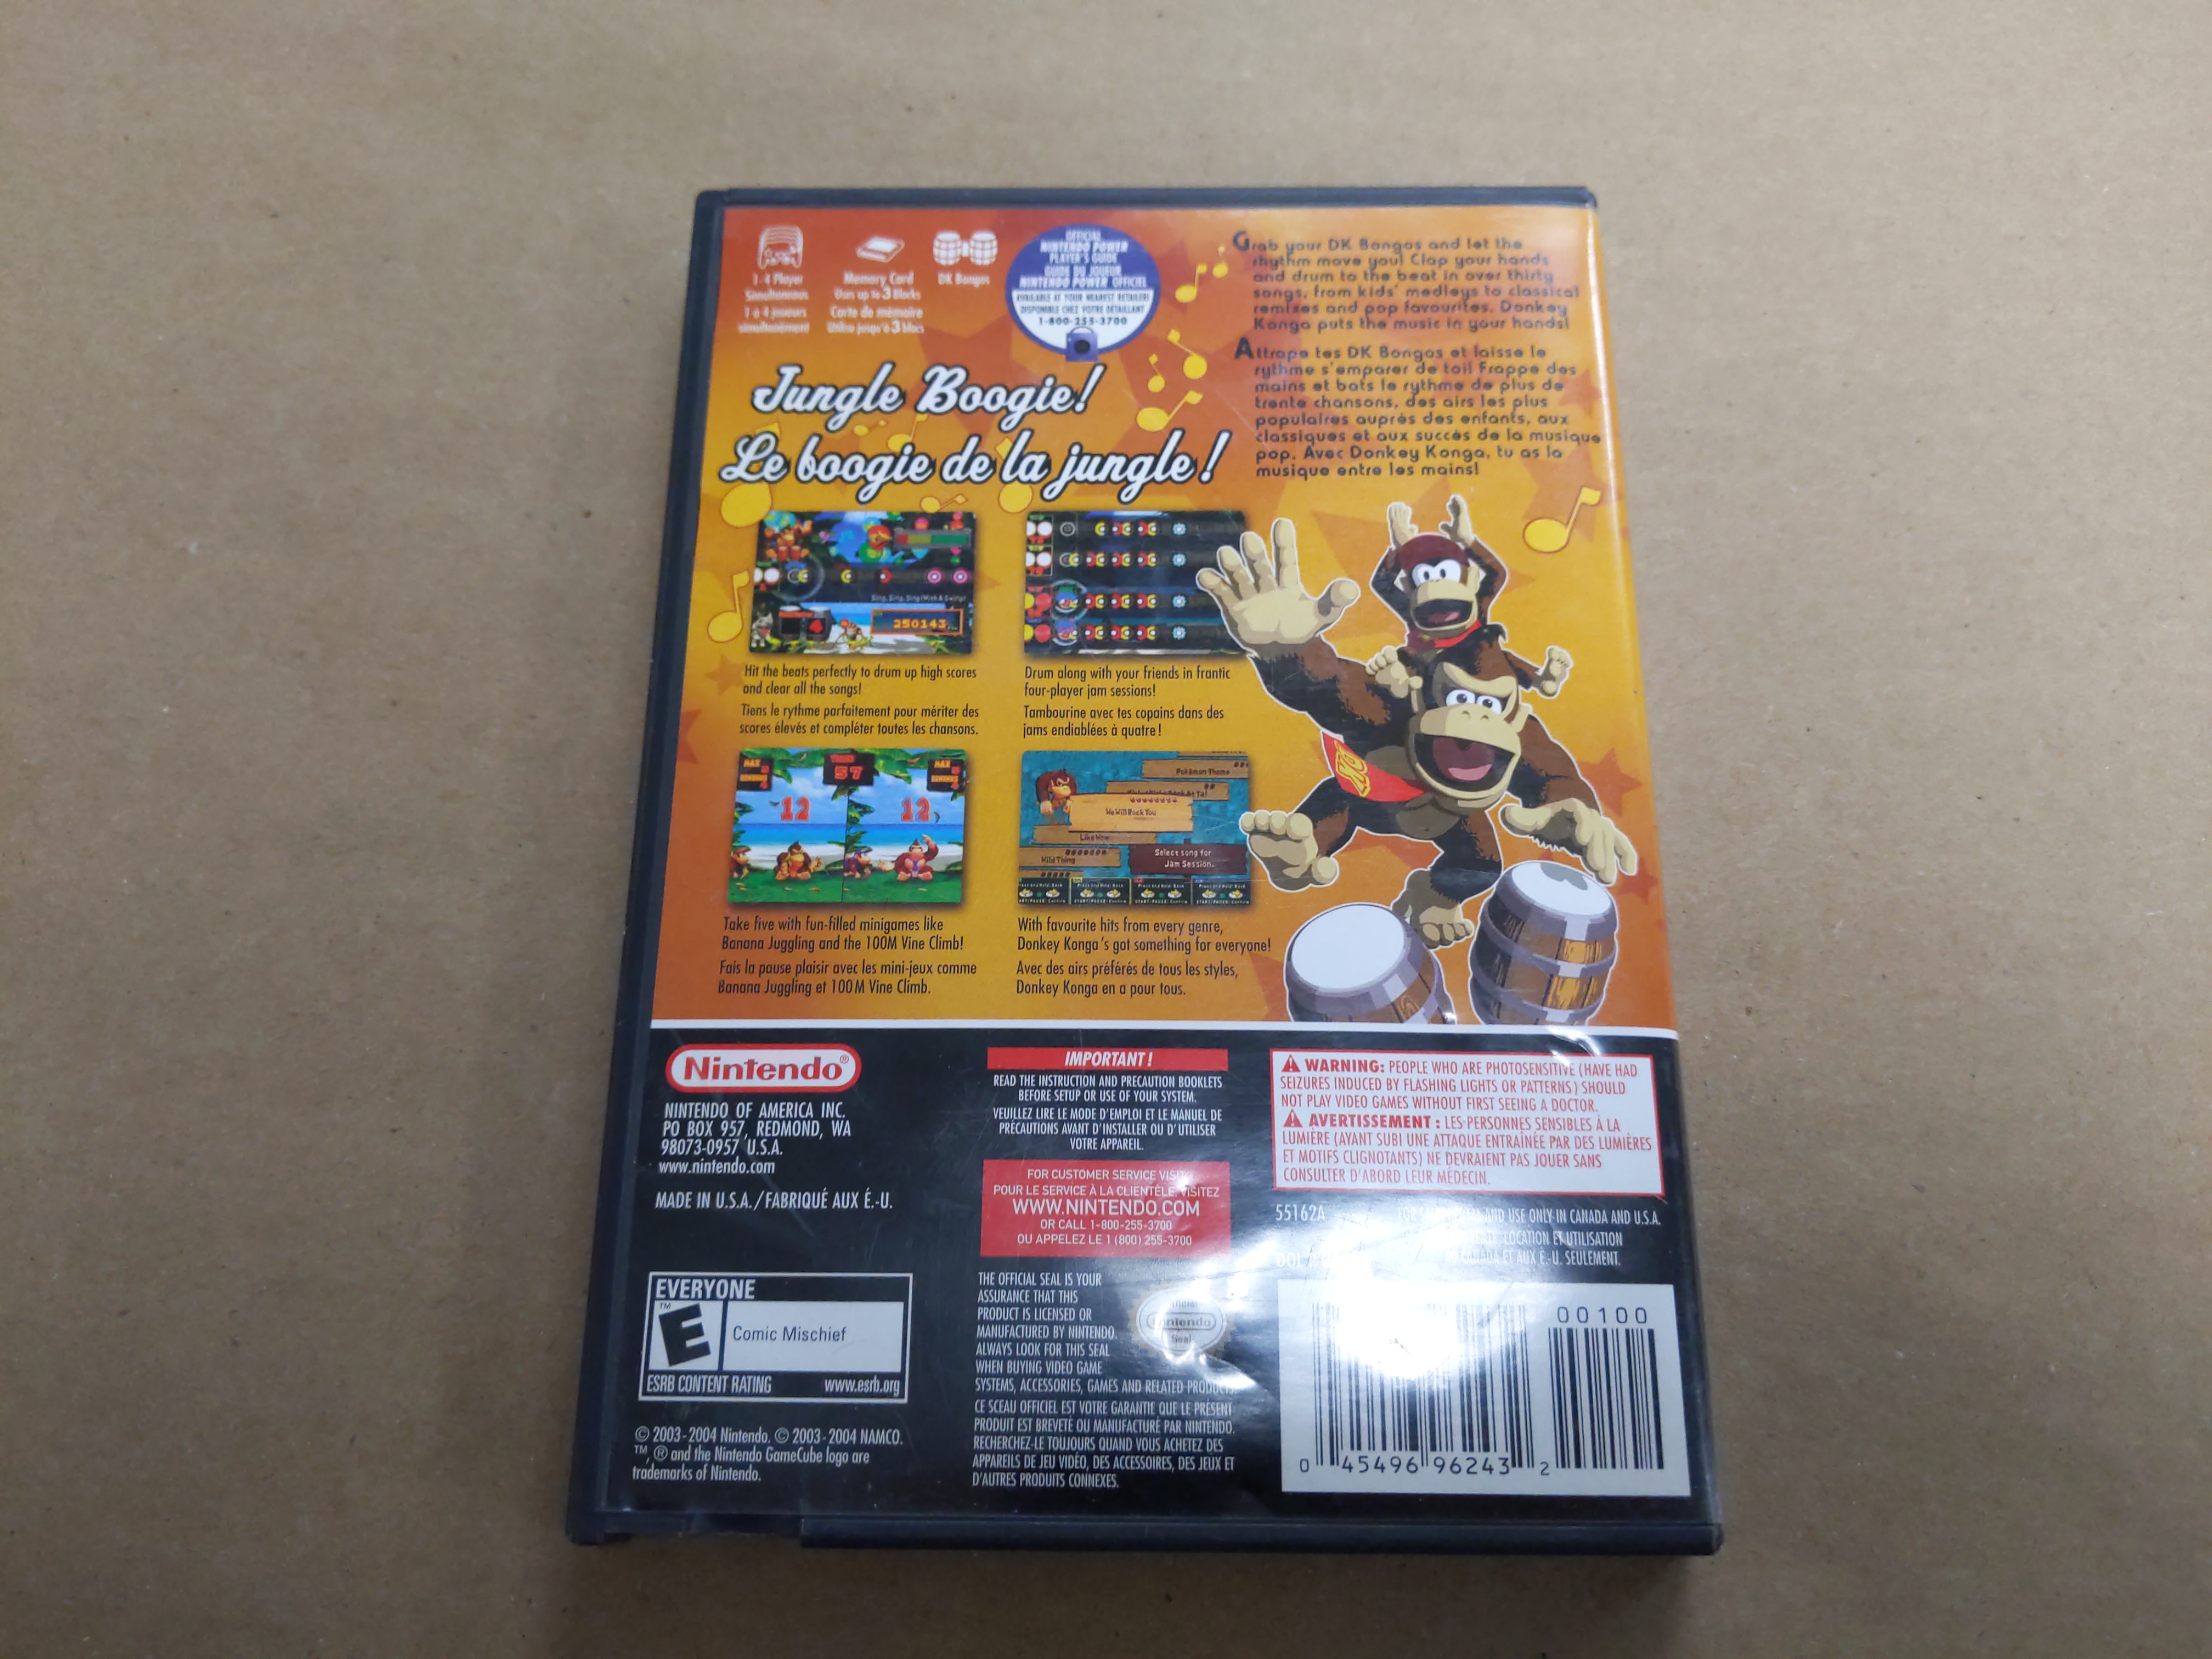 1-4 Player
Simultaneous
1 à 4 joueurs
simultanément
Memory Card
Uses up to 3 Blocks
Carte de mémoire
Utilise jusqu'à 3 blocs
DK Bongos
OFFICIAL
NINTENDO POWER
PLAYER'S GUIDE
GUIDE DU JOUEUR
NINTENDO POWER OFFICIEL
AVAILABLE AT YOUR NEAREST RETAILER!
DISPONIBLE CHEZ VOTRE DÉTAILLANT
1-800-255-3700
Grab your DK Bongos and let the
rhythm move you! Clap your hands
and drum to the beat in over thirty
songs, from kids' medleys to classical
remixes and pop favourites. Donkey
Konga puts the music in your hands!
Attrape tes DK Bongos et laisse le
rythme s'emparer de toi! Frappe des
mains et bats le rythme de plus de
trente chansons, des airs les plus
populaires auprès des enfants, aux
classiques et aux succès de la musique
pop. Avec Donkey Konga, tu as la
musique entre les mains!
Jungle Boogie!
Le boogie de la jungle!
Sing, Sing, Sing (With A Swing)
4
250143
Hit the beats perfectly to drum up high scores
and clear all the songs!
Tiens le rythme parfaitement pour mériter des
scores élevés et compléter toutes les chansons.
Drum along with your friends in frantic
four-player jam sessions!
Tambourine avec tes copains dans des
jams endiablées à quatre!
MAX
57
MAX
12
12
Pokémon Theme
We Will Rock You
Wild Thing
Select song for
Jam Session.
DK
Take five with fun-filled minigames like
Banana Juggling and the 100M Vine Climb!
Fais la pause plaisir avec les mini-jeux comme
Banana Juggling et 100M Vine Climb.
With favourite hits from every genre,
Donkey Konga's got something for everyone!
Avec des airs préférés de tous les styles,
Donkey Konga en a pour tous.
Nintendo®
NINTENDO OF AMERICA INC.
PO BOX 957, REDMOND, WA
98073-0957 U.S.A.
www.nintendo.com
MADE IN U.S.A./FABRIQUÉ AUX É.-U.
EVERYONE
™
E
Comic Mischief
ESRB CONTENT RATING www.esrb.org
© 2003-2004 Nintendo. © 2003-2004 NAMCO.
™, ® and the Nintendo GameCube logo are
trademarks of Nintendo.
IMPORTANT!
READ THE INSTRUCTION AND PRECAUTION BOOKLETS
BEFORE SETUP OR USE OF YOUR SYSTEM.
VEUILLEZ LIRE LE MODE D'EMPLOI ET LE MANUEL DE
PRÉCAUTIONS AVANT D'INSTALLER OU D'UTILISER
VOTRE APPAREIL.
FOR CUSTOMER SERVICE VISIT
POUR LE SERVICE À LA CLIENTÈLE, VISITEZ
WWW.NINTENDO.COM
OR CALL 1-800-255-3700
OU APPELEZ LE 1 (800) 255-3700
THE OFFICIAL SEAL IS YOUR
ASSURANCE THAT THIS
PRODUCT IS LICENSED OR
MANUFACTURED BY NINTENDO.
ALWAYS LOOK FOR THIS SEAL
WHEN BUYING VIDEO GAME
SYSTEMS, ACCESSORIES, GAMES AND RELATED PRODUCTS.
CE SCEAU OFFICIEL EST VOTRE GARANTIE QUE LE PRÉSENT
PRODUIT EST BREVETÉ OU MANUFACTURÉ PAR NINTENDO.
RECHERCHEZ-LE TOUJOURS QUAND VOUS ACHETEZ DES
APPAREILS DE JEU VIDÉO, DES ACCESSOIRES, DES JEUX ET
D'AUTRES PRODUITS CONNEXES.
Official
Nintendo
Seal
WARNING: PEOPLE WHO ARE PHOTOSENSITIVE (HAVE HAD
SEIZURES INDUCED BY FLASHING LIGHTS OR PATTERNS) SHOULD
NOT PLAY VIDEO GAMES WITHOUT FIRST SEEING A DOCTOR.
AVERTISSEMENT : LES PERSONNES SENSIBLES À LA
LUMIÈRE (AYANT SUBI UNE ATTAQUE ENTRAÎNÉE PAR DES LUMIÈRES
ET MOTIFS CLIGNOTANTS) NE DEVRAIENT PAS JOUER SANS
CONSULTER D'ABORD LEUR MÉDECIN.
55162A
AND USE ONLY IN CANADA AND U.S.A.
LOCATION ET UTILISATION
ET AUX É.-U. SEULEMENT.
00100
0 45496 96243 2